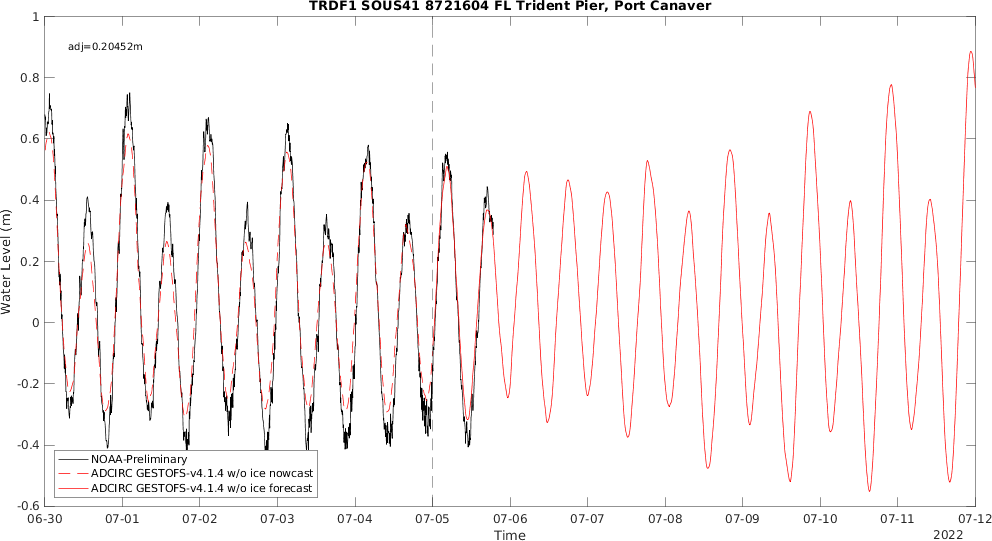 TRDF1 SOUS41 8721604 FL Trident Pier, Port Canaver
adj=0.20452m
Water Level (m)
1
0.8
0.6
0.4
0.2
0
-0.2
-0.4
-0.6
NOAA-Preliminary
ADCIRC GESTOFS-v4.1.4 w/o ice nowcast
ADCIRC GESTOFS-v4.1.4 w/o ice forecast
06-30 07-01 07-02 07-03 07-04 07-05 07-06 07-07 07-08 07-09 07-10 07-11 07-12
Time
2022